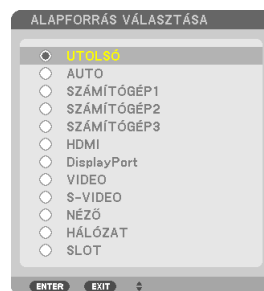 ALAPFORRÁS VÁLASZTÁSA
UTOLSÓ
AUTO
SZÁMÍTÓGÉP1
SZÁMÍTÓGÉP2
SZÁMÍTÓGÉP3
HDMI
DisplayPort
VIDEO
S-VIDEO
NÉZŐ
HÁLÓZAT
SLOT
ENTER EXIT